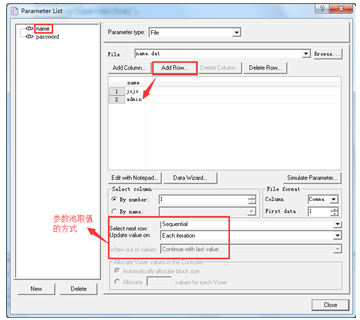 Parameter List
name
password
Parameter type: File
File name.dat Browse...
Add Column... Add Row... Delete Column... Delete Row...
name
1 jojo
2 admin
Edit with Notepad... Data Wizard... Simulate Parameter...
Select column
By number: 1
By name:
File format
Column Comma
First data 1
参数池取值
的方式
Select next row: Sequential
Update value on: Each iteration
When out of values: Continue with last value
Allocate Vuser values in the Controller
Automatically allocate block size
Allocate values for each Vuser
New Delete
Close